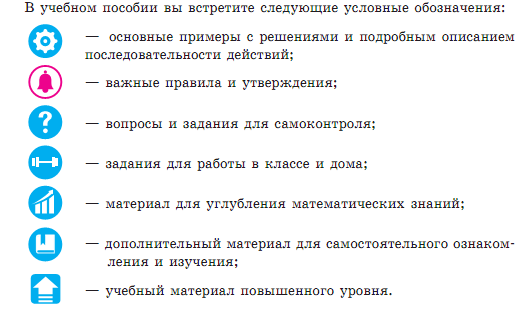 В учебном пособии вы встретите следующие условные обозначения:
— основные примеры с решениями и подробным описанием
последовательности действий;
— важные правила и утверждения;
?
— вопросы и задания для самоконтроля;
— задания для работы в классе и дома;
— материал для углубления математических знаний;
— дополнительный материал для самостоятельного ознаком-
ления и изучения;
— учебный материал повышенного уровня.